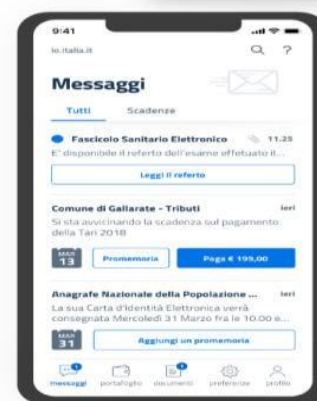 9:41
io.italia.it
?
Messaggi
Tutti Scadenze
Fascicolo Sanitario Elettronico 11.25
E' disponibile il referto dell'esame effetuato il...
Leggi il referto
Comune di Gallarate - Tributi ieri
Si sta avvicinando la scadenza sul pagamento
della Tari 2018
MAR
13
Promemoria Paga € 199,00
Anagrafe Nazionale della Popolazione ... ieri
La sua Carta d'Identità Elettronica verrà
consegnata Mercoledì 31 Marzo fra le 10.00 e...
MAR
31
Aggiungi un promemoria
messaggi portafoglio documenti preferenze profilo